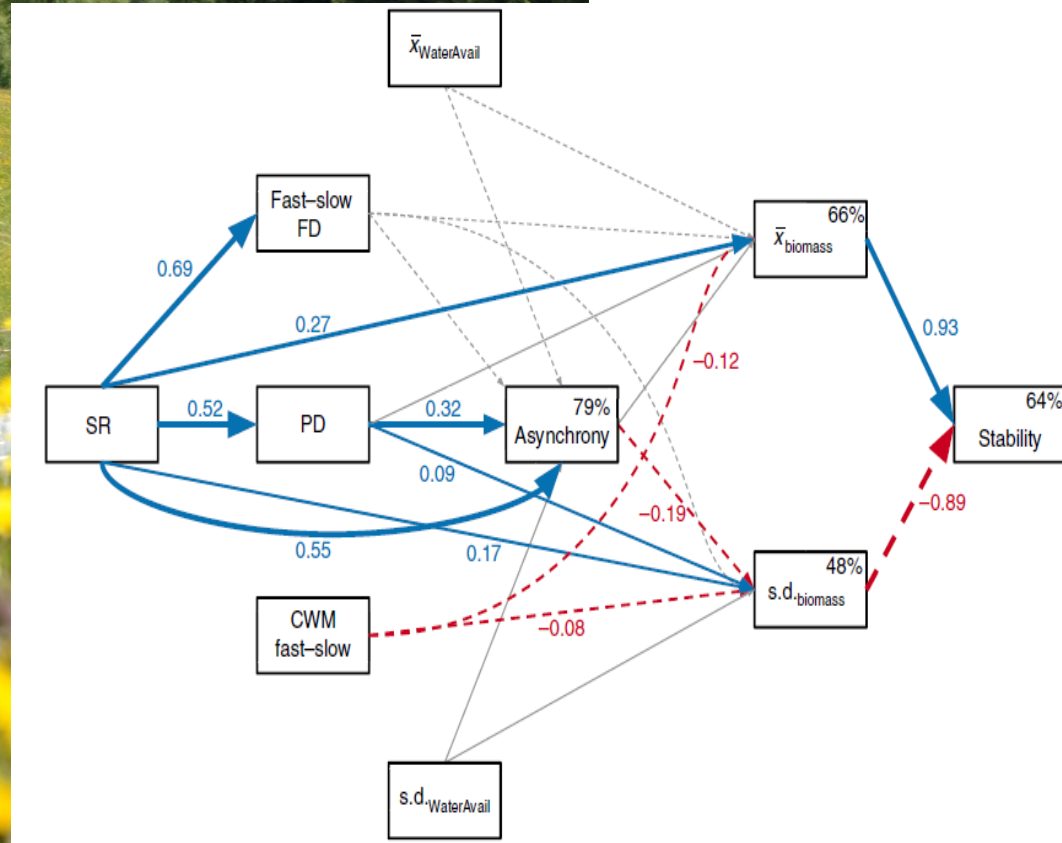 x̄WaterAvail
Fast–slow
FD
66%
x̄biomass
0.69
0.27
0.93
−0.12
SR
0.52
PD
0.32
79%
Asynchrony
64%
Stability
0.09
−0.19
−0.89
0.55
0.17
48%
s.d.biomass
CWM
fast–slow
−0.08
s.d.WaterAvail